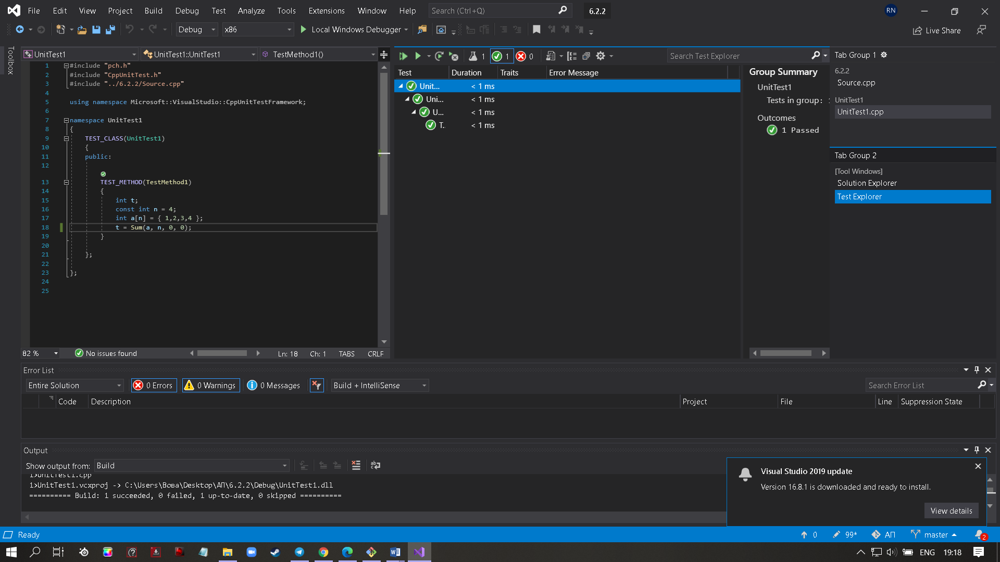 File Edit View Project Build Debug Test Analyze Tools Extensions Window Help Search (Ctrl+Q) 6.2.2 RN
Debug x86 Local Windows Debugger Live Share
Toolbox
UnitTest1 UnitTest1::UnitTest1 TestMethod1()
1 #include "pch.h"
2 #include "CppUnitTest.h"
3 #include "../6.2.2/Source.cpp"
4
5 using namespace Microsoft::VisualStudio::CppUnitTestFramework;
6
7 namespace UnitTest1
8 {
9 TEST_CLASS(UnitTest1)
10 {
11 public:
12
13 TEST_METHOD(TestMethod1)
14 {
15 int t;
16 const int n = 4;
17 int a[n] = { 1,2,3,4 };
18 t = Sum(a, n, 0, 0);
19 }
20
21 };
22
23 };
24
25
82 % No issues found Ln: 18 Ch: 1 TABS CRLF
1 1 0 Search Test Explorer
Test Duration Traits Error Message
Unit... < 1 ms
Uni... < 1 ms
U... < 1 ms
T.. < 1 ms
Group Summary
UnitTest1
Tests in group:
Outcomes
1 Passed
Tab Group 1
6.2.2
Source.cpp
UnitTest1
UnitTest1.cpp
Tab Group 2
[Tool Windows]
Solution Explorer
Test Explorer
Error List
Entire Solution 0 Errors 0 Warnings 0 Messages Build + IntelliSense Search Error List
Code Description Project File Line Suppression State
Output
Show output from: Build
1>UnitTest1.cpp
1>UnitTest1.vcxproj -> C:\Users\Вова\Desktop\АП\6.2.2\Debug\UnitTest1.dll
========== Build: 1 succeeded, 0 failed, 1 up-to-date, 0 skipped ==========
Visual Studio 2019 update
Version 16.8.1 is downloaded and ready to install.
View details
Ready 0 99* АП master 2
ENG 19:18